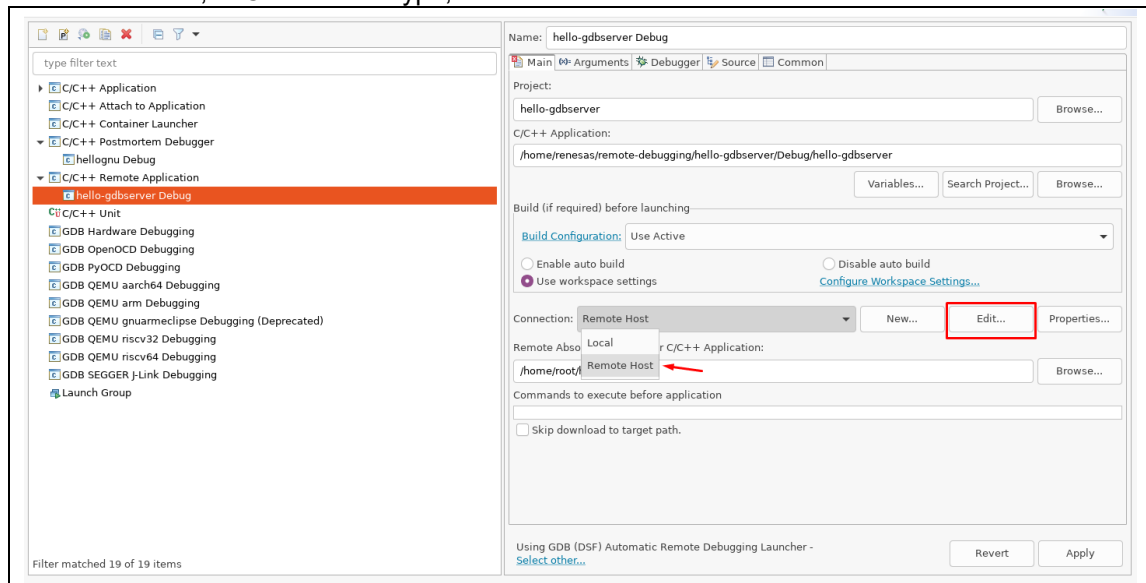 type filter text
C/C++ Application
C/C++ Attach to Application
C/C++ Container Launcher
C/C++ Postmortem Debugger
hellognu Debug
C/C++ Remote Application
hello-gdbserver Debug
C/C++ Unit
GDB Hardware Debugging
GDB OpenOCD Debugging
GDB PyOCD Debugging
GDB QEMU aarch64 Debugging
GDB QEMU arm Debugging
GDB QEMU gnuarmeclipse Debugging (Deprecated)
GDB QEMU riscv32 Debugging
GDB QEMU riscv64 Debugging
GDB SEGGER J-Link Debugging
Launch Group
Filter matched 19 of 19 items
Name: hello-gdbserver Debug
Main Arguments Debugger Source Common
Project:
hello-gdbserver Browse...
C/C++ Application:
/home/renesas/remote-debugging/hello-gdbserver/Debug/hello-gdbserver
Variables... Search Project... Browse...
Build (if required) before launching
Build Configuration: Use Active
Enable auto build Disable auto build
Use workspace settings Configure Workspace Settings...
Connection: Remote Host New... Edit... Properties...
Local
Remote Host
Remote Abso r C/C++ Application:
/home/root/ Browse...
Commands to execute before application
Skip download to target path.
Using GDB (DSF) Automatic Remote Debugging Launcher -
Select other... Revert Apply